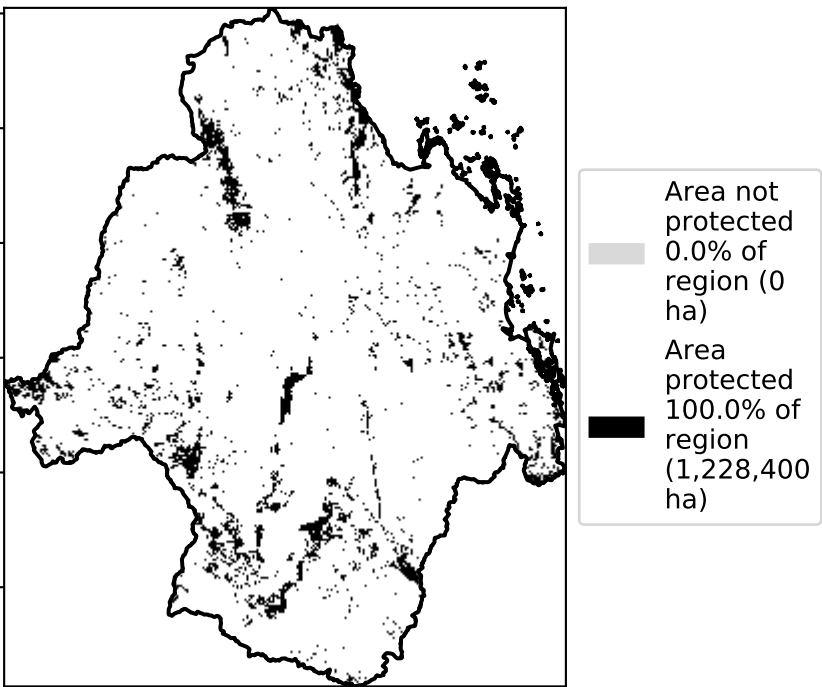 Area not
protected
0.0% of
region (0
ha)
Area
protected
100.0% of
region
(1,228,400
ha)